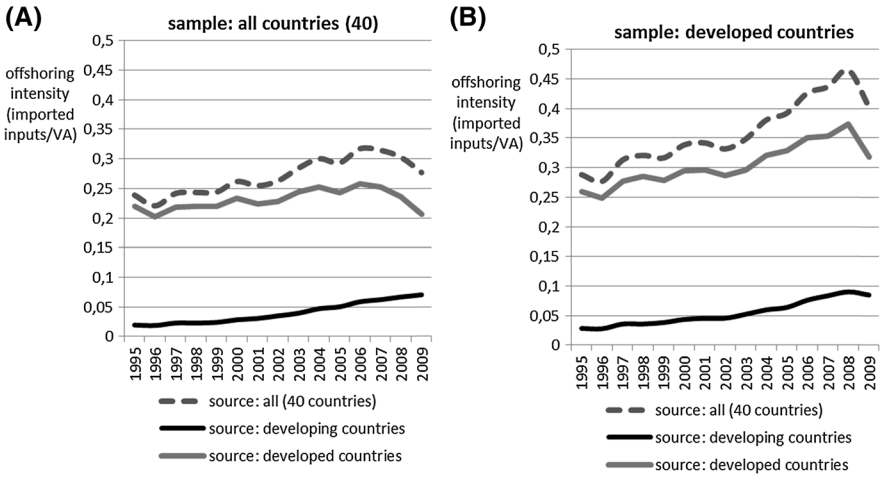 (A)
sample: all countries (40)
offshoring
intensity
(imported
inputs/VA)
0,5
0,45
0,4
0,35
0,3
0,25
0,2
0,15
0,1
0,05
0
1995
1996
1997
1998
1999
2000
2001
2002
2003
2004
2005
2006
2007
2008
2009
source: all (40 countries)
source: developing countries
source: developed countries
(B)
sample: developed countries
offshoring
intensity
(imported
inputs/VA)
0,5
0,45
0,4
0,35
0,3
0,25
0,2
0,15
0,1
0,05
0
1995
1996
1997
1998
1999
2000
2001
2002
2003
2004
2005
2006
2007
2008
2009
source: all (40 countries)
source: developing countries
source: developed countries